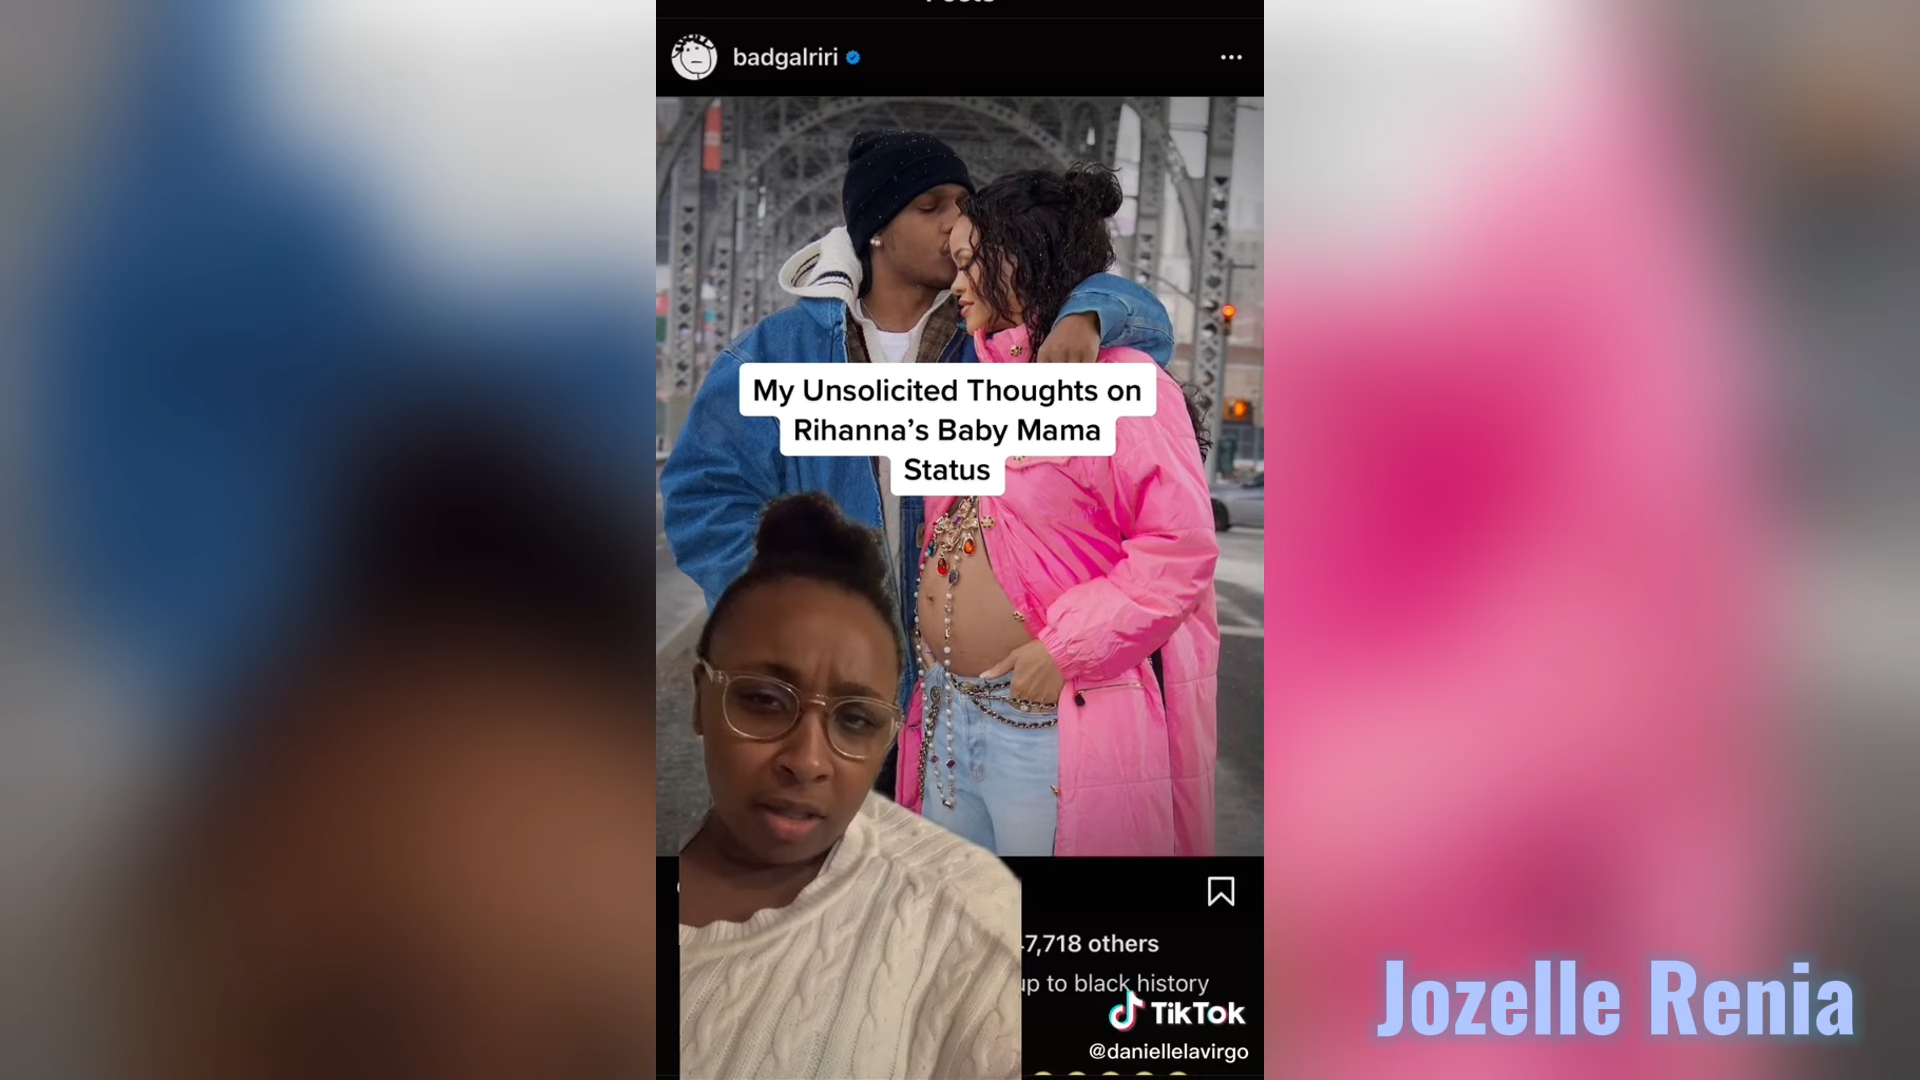 badgalriri
My Unsolicited Thoughts on
Rihanna's Baby Mama
Status
7,718 others
up to black history
TikTok
@daniellelavirgo
Jozelle Renia